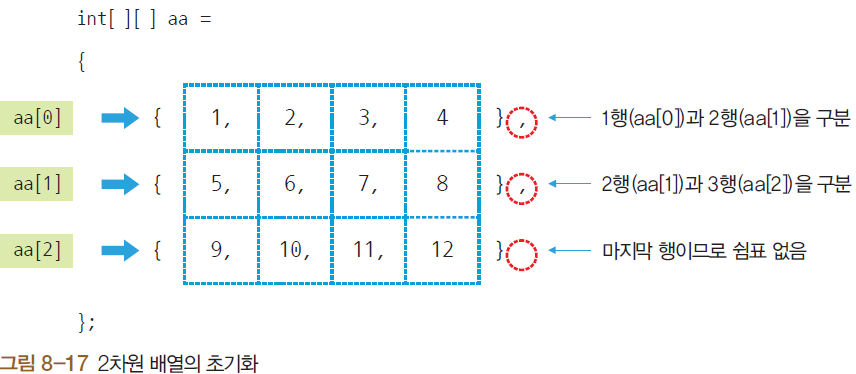 int[ ][ ] aa =
{
aa[0] { 1, 2, 3, 4 } , 1행(aa[0])과 2행(aa[1])을 구분
aa[1] { 5, 6, 7, 8 } , 2행(aa[1])과 3행(aa[2])을 구분
aa[2] { 9, 10, 11, 12 } 마지막 행이므로 쉼표 없음
};
그림 8-17 2차원 배열의 초기화